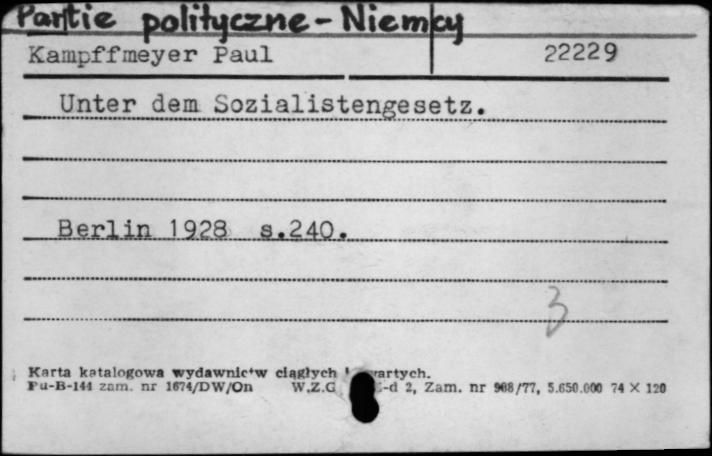 Partie polityczne - Niemcy
Kampffmeyer Paul 22229
Unter dem Sozialistengesetz.
Berlin 1928 s.240.
3
Karta katalogowa wydawnictw ciągłych
Pu-B-144 zam. nr 1674/DW/On W.Z.G -d 2, Zam. nr 908/77, 5.650.000 74 X 120